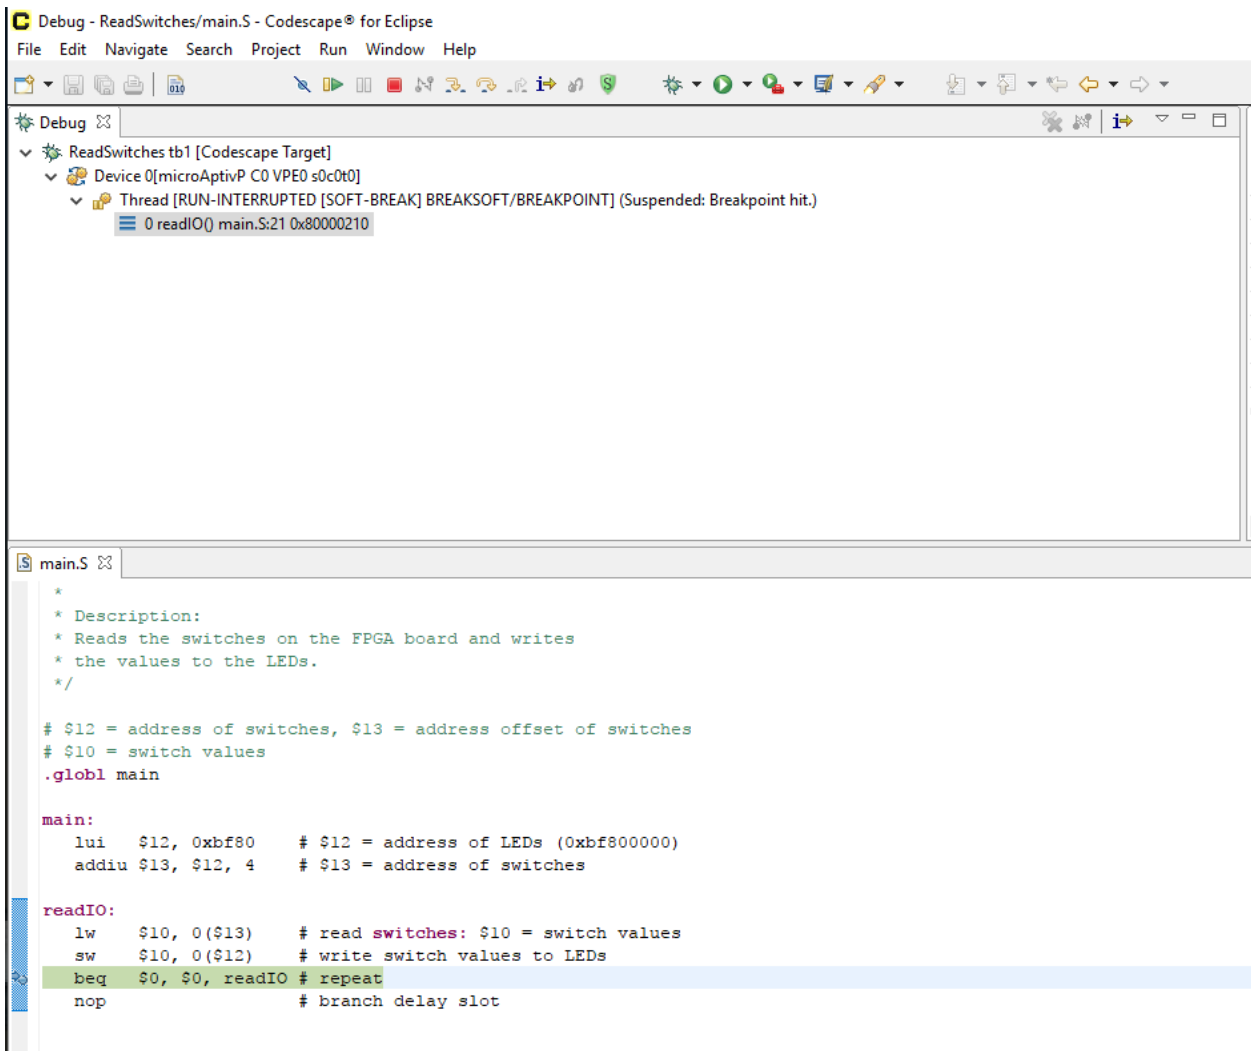 Debug - ReadSwitches/main.S - Codescape® for Eclipse
File Edit Navigate Search Project Run Window Help
Debug
ReadSwitches tb1 [Codescape Target]
Device 0[microAptivP C0 VPE0 s0c0t0]
Thread [RUN-INTERRUPTED [SOFT-BREAK] BREAKSOFT/BREAKPOINT] (Suspended: Breakpoint hit.)
0 readIO() main.S:21 0x80000210
main.S
*
* Description:
* Reads the switches on the FPGA board and writes
* the values to the LEDs.
*/
# $12 = address of switches, $13 = address offset of switches
# $10 = switch values
.globl main
main:
lui $12, 0xbf80 # $12 = address of LEDs (0xbf800000)
addiu $13, $12, 4 # $13 = address of switches
readIO:
lw $10, 0($13) # read switches: $10 = switch values
sw $10, 0($12) # write switch values to LEDs
beq $0, $0, readIO # repeat
nop # branch delay slot